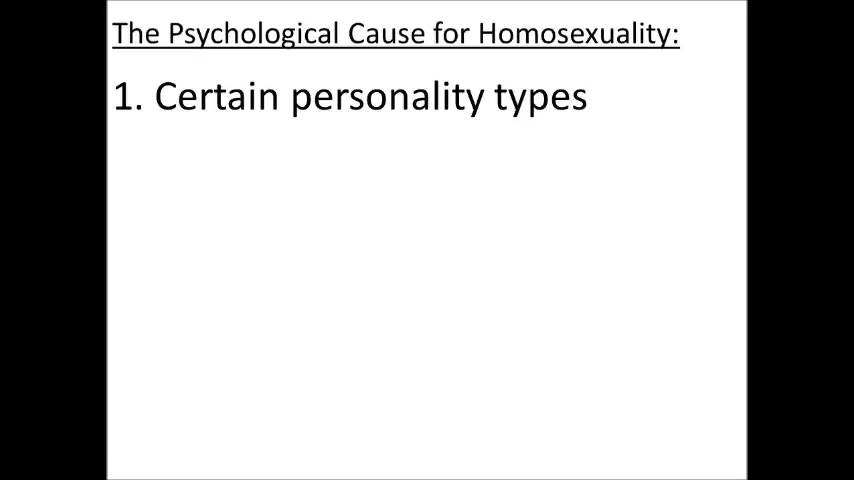 The Psychological Cause for Homosexuality:
1. Certain personality types